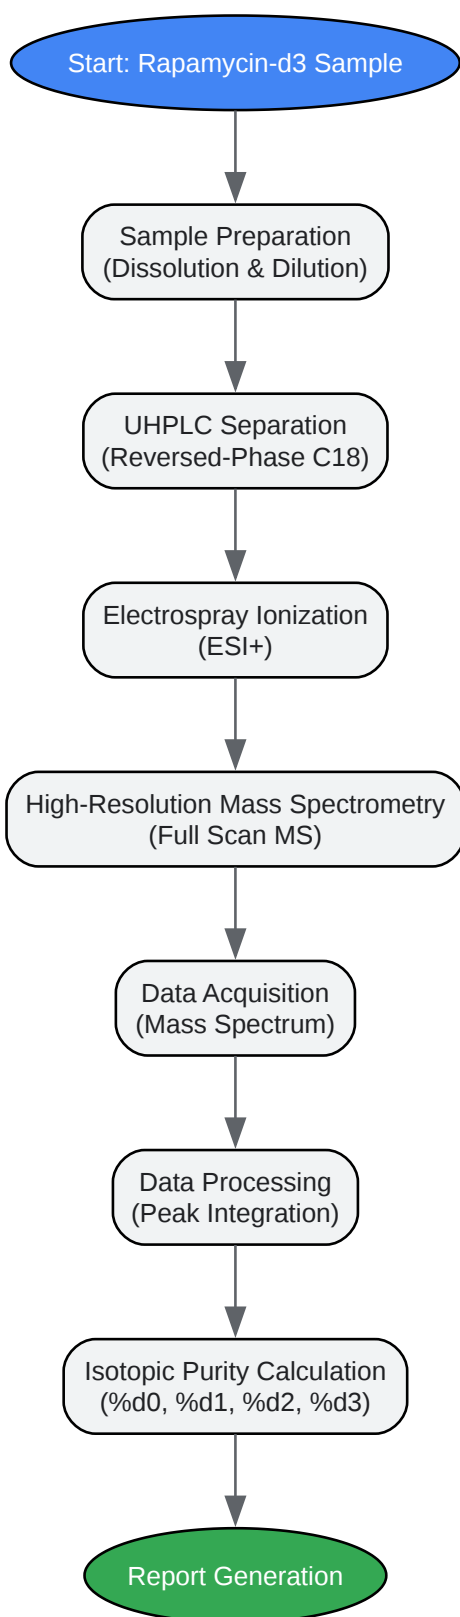 Start: Rapamycin-d3 Sample
Sample Preparation
(Dissolution & Dilution)
UHPLC Separation
(Reversed-Phase C18)
Electrospray Ionization
(ESI+)
High-Resolution Mass Spectrometry
(Full Scan MS)
Data Acquisition
(Mass Spectrum)
Data Processing
(Peak Integration)
Isotopic Purity Calculation
(%d0, %d1, %d2, %d3)
Report Generation